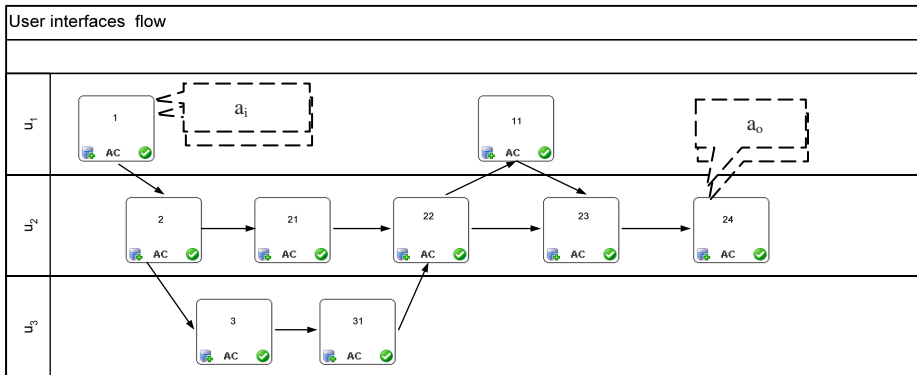 User interfaces flow
u1
1
AC
ai
11
AC
ao
u2
2
AC
21
AC
22
AC
23
AC
24
AC
u3
3
AC
31
AC